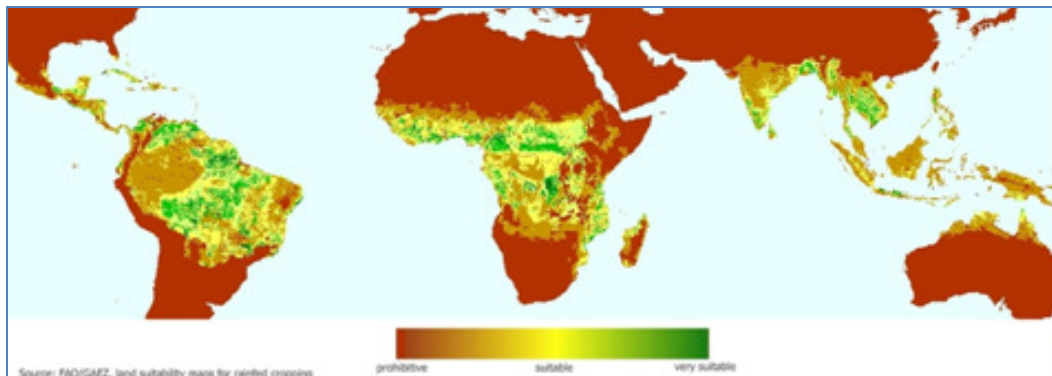 prohibitive suitable very suitable
Source: FAO/GAEZ, land suitability maps for rainfed cropping